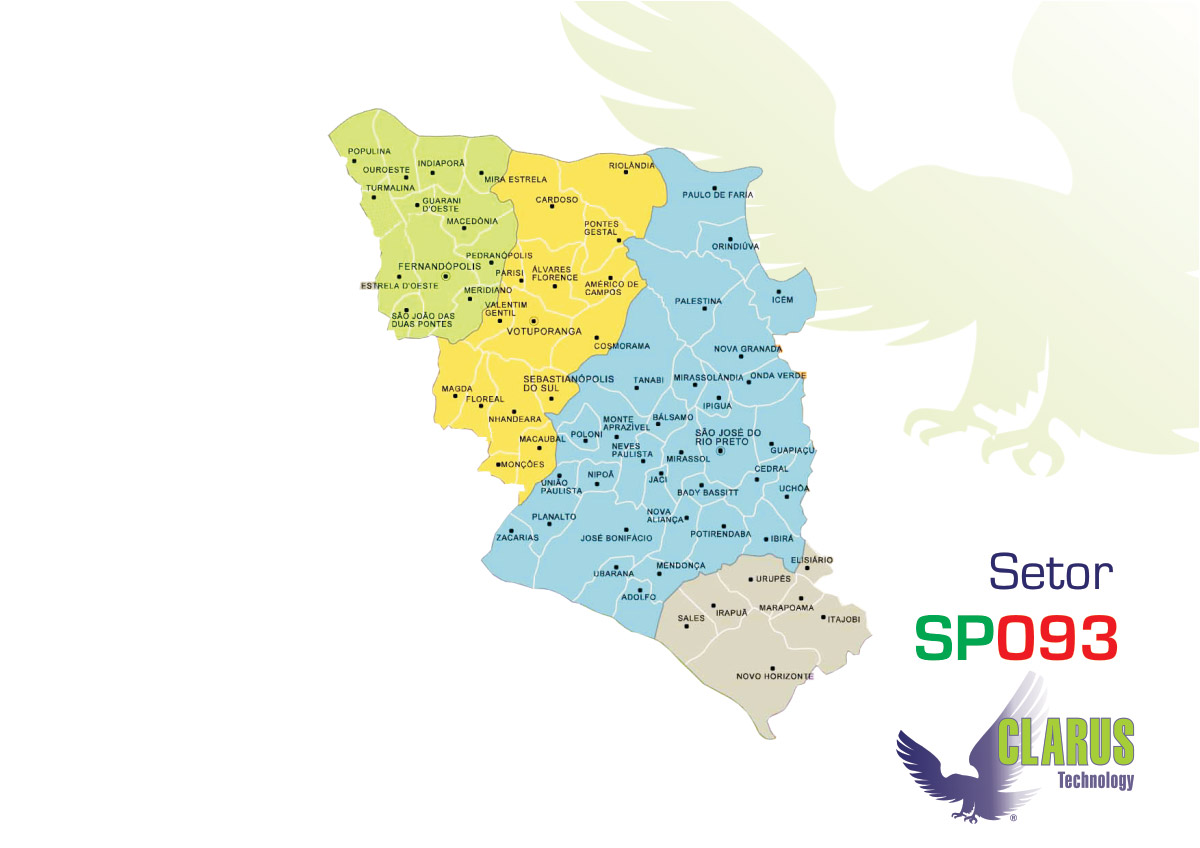 POPULINA
OUROESTE
INDIAPORÃ
TURMALINA
MIRA ESTRELA
GUARANI
D'OESTE
MACEDÔNIA
PEDRANÓPOLIS
FERNANDÓPOLIS
ESTRELA D'OESTE
MERIDIANO
SÃO JOÃO DAS
DUAS PONTES
RIOLÂNDIA
CARDOSO
PONTES
GESTAL
PARISI
ÁLVARES
FLORENCE
AMÉRICO DE
CAMPOS
VALENTIM
GENTIL
VOTUPORANGA
COSMORAMA
SEBASTIANÓPOLIS
DO SUL
MAGDA
FLOREAL
NHANDEARA
MACAUBAL
MONÇÕES
PAULO DE FARIA
ORINDIÚVA
ICÉM
PALESTINA
NOVA GRANADA
TANABI
MIRASSOLÂNDIA
ONDA VERDE
IPIGUÁ
MONTE
APRAZÍVEL
BÁLSAMO
POLONI
SÃO JOSÉ DO
RIO PRETO
NEVES
PAULISTA
MIRASSOL
GUAPIAÇU
CEDRAL
UNIÃO
PAULISTA
NIPOÃ
JACI
BADY BASSITT
UCHÔA
PLANALTO
NOVA
ALIANÇA
ZACARIAS
JOSÉ BONIFÁCIO
POTIRENDABA
IBIRÁ
UBARANA
MENDONÇA
ADOLFO
ELISIÁRIO
URUPÊS
SALES
IRAPUÃ
MARAPOAMA
ITAJOBI
NOVO HORIZONTE
Setor
SP093
CLARUS
Technology
®